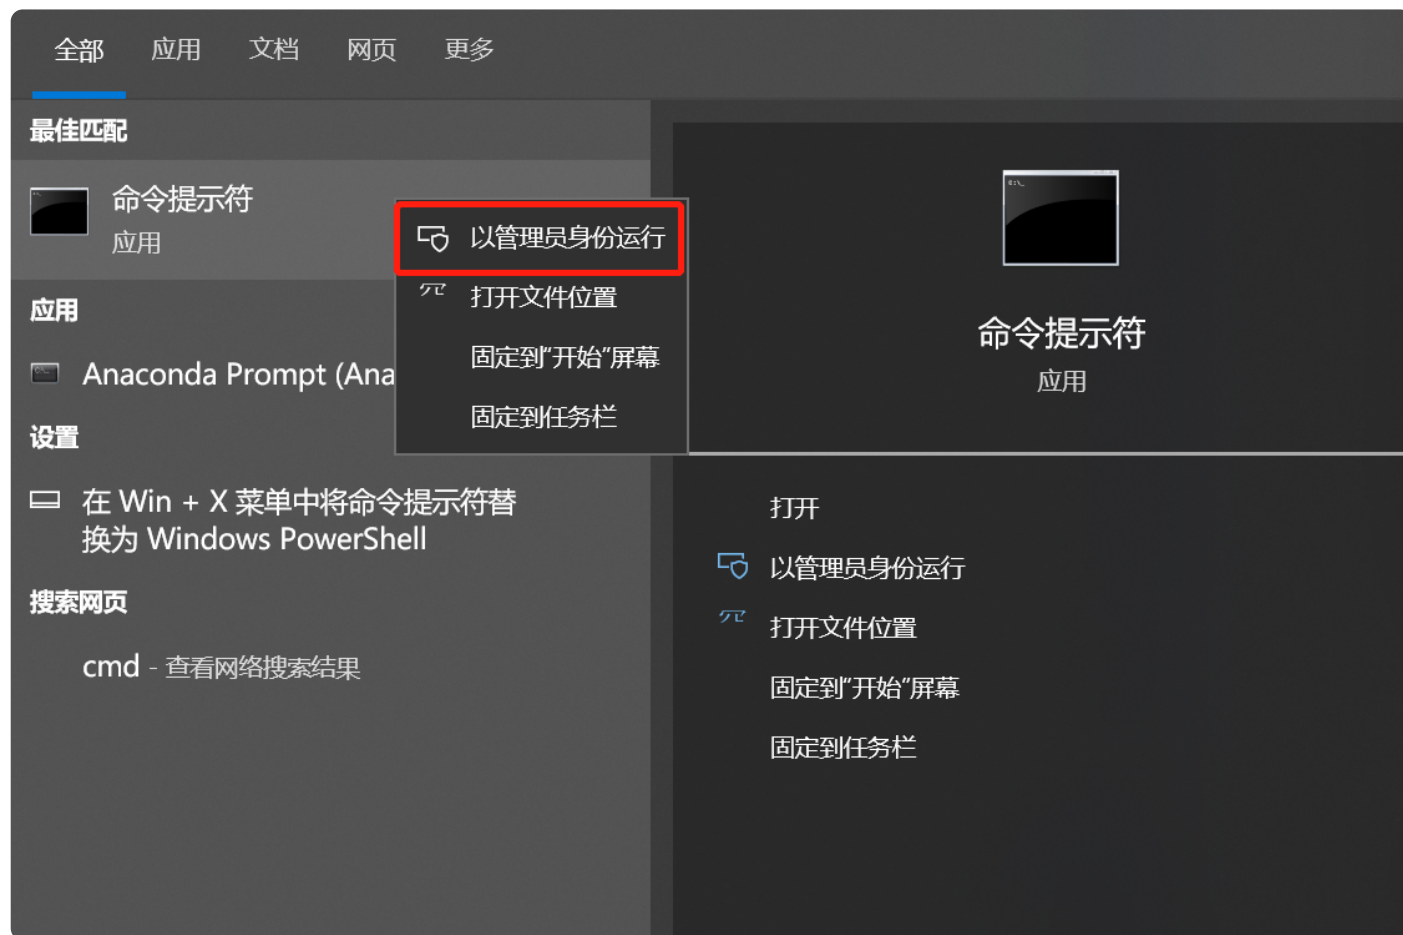 全部 应用 文档 网页 更多
最佳匹配
命令提示符
应用
以管理员身份运行
打开文件位置
固定到"开始"屏幕
固定到任务栏
应用
Anaconda Prompt (Ana
设置
在 Win + X 菜单中将命令提示符替
换为 Windows PowerShell
搜索网页
cmd - 查看网络搜索结果
命令提示符
应用
打开
以管理员身份运行
打开文件位置
固定到"开始"屏幕
固定到任务栏